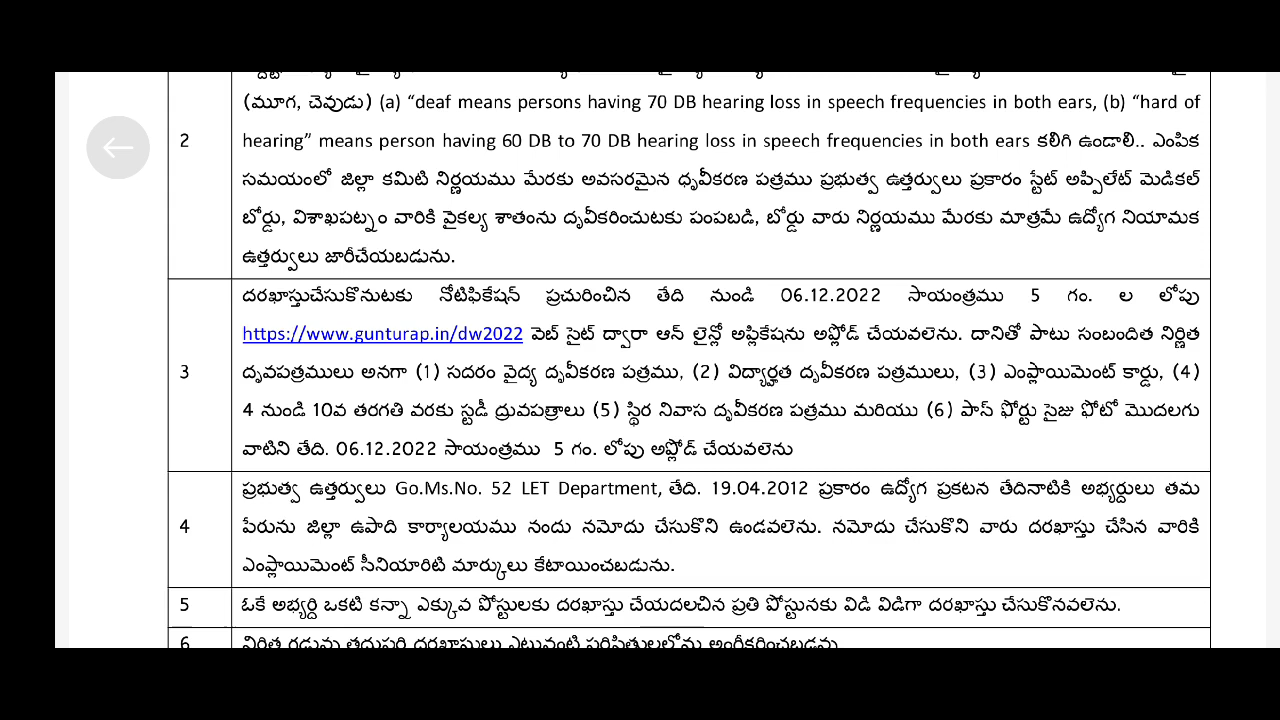 (మూగ, చెవుడు) (a) “deaf means persons having 70 DB hearing loss in speech frequencies in both ears, (b) “hard of
2 hearing” means person having 60 DB to 70 DB hearing loss in speech frequencies in both ears కలిగి ఉండాలి.. ఎంపిక
సమయంలో జిల్లా కమిటి నిర్ణయము మేరకు అవసరమైన ధృవీకరణ పత్రము ప్రభుత్వ ఉత్తర్వులు ప్రకారం స్టేట్ అప్పిలేట్ మెడికల్
బోర్డు, విశాఖపట్నం వారికి వైకల్య శాతంను దృవీకరించుటకు పంపబడి, బోర్డు వారు నిర్ణయము మేరకు మాత్రమే ఉద్యోగ నియామక
ఉత్తర్వులు జారీచేయబడును.
దరఖాస్తుచేసుకొనుటకు నోటిఫికేషన్ ప్రచురించిన తేది నుండి 06.12.2022 సాయంత్రము 5 గం. ల లోపు
https://www.gunturap.in/dw2022 వెబ్ సైట్ ద్వారా ఆన్ లైన్లో అప్లికేషను అప్లోడ్ చేయవలెను. దానితో పాటు సంబందిత నిర్ణిత
3 దృవపత్రములు అనగా (1) సదరం వైద్య దృవీకరణ పత్రము, (2) విద్యార్హత దృవీకరణ పత్రములు, (3) ఎంప్లాయిమెంట్ కార్డు, (4)
4 నుండి 10వ తరగతి వరకు స్టడీ ధ్రువపత్రాలు (5) స్థిర నివాస దృవీకరణ పత్రము మరియు (6) పాస్ ఫోర్టు సైజు ఫోటో మొదలగు
వాటిని తేది. 06.12.2022 సాయంత్రము 5 గం. లోపు అప్లోడ్ చేయవలెను
ప్రభుత్వ ఉత్తర్వులు Go.Ms.No. 52 LET Department, తేది. 19.04.2012 ప్రకారం ఉద్యోగ ప్రకటన తేదినాటికి అభ్యర్దులు తమ
4 పేరును జిల్లా ఉపాది కార్యాలయము నందు నమోదు చేసుకొని ఉండవలెను. నమోదు చేసుకొని వారు దరఖాస్తు చేసిన వారికి
ఎంప్లాయిమెంట్ సీనియారిటి మార్కులు కేటాయించబడును.
5 ఓకే అభ్యర్ది ఒకటి కన్నా ఎక్కువ పోస్టులకు దరఖాస్తు చేయదలచిన ప్రతి పోస్టునకు విడి విడిగా దరఖాస్తు చేసుకొనవలెను.
6